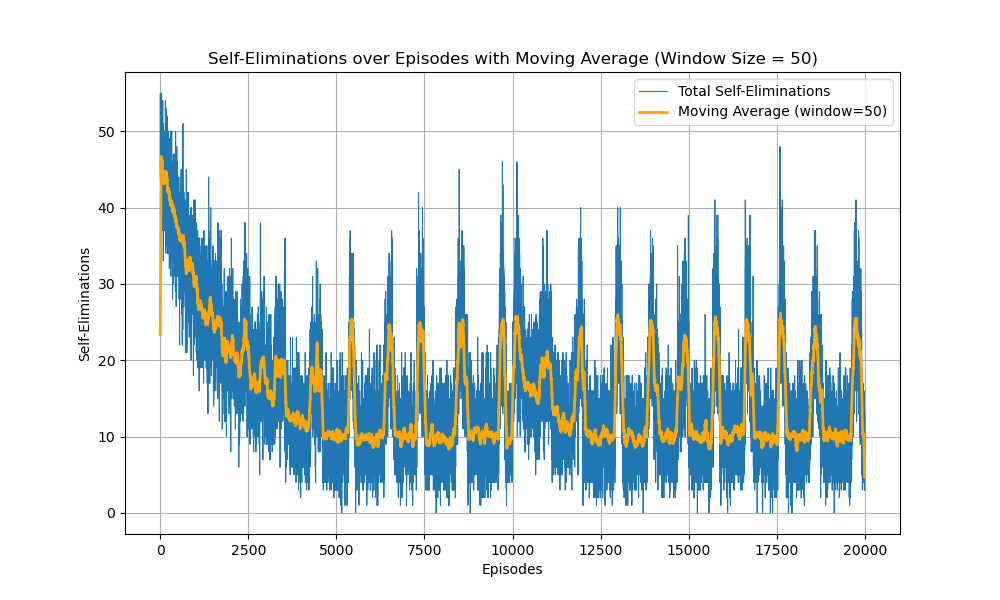 Self-Eliminations over Episodes with Moving Average (Window Size = 50)
Total Self-Eliminations
Moving Average (window=50)
Self-Eliminations
50
40
30
20
10
0
0 2500 5000 7500 10000 12500 15000 17500 20000
Episodes